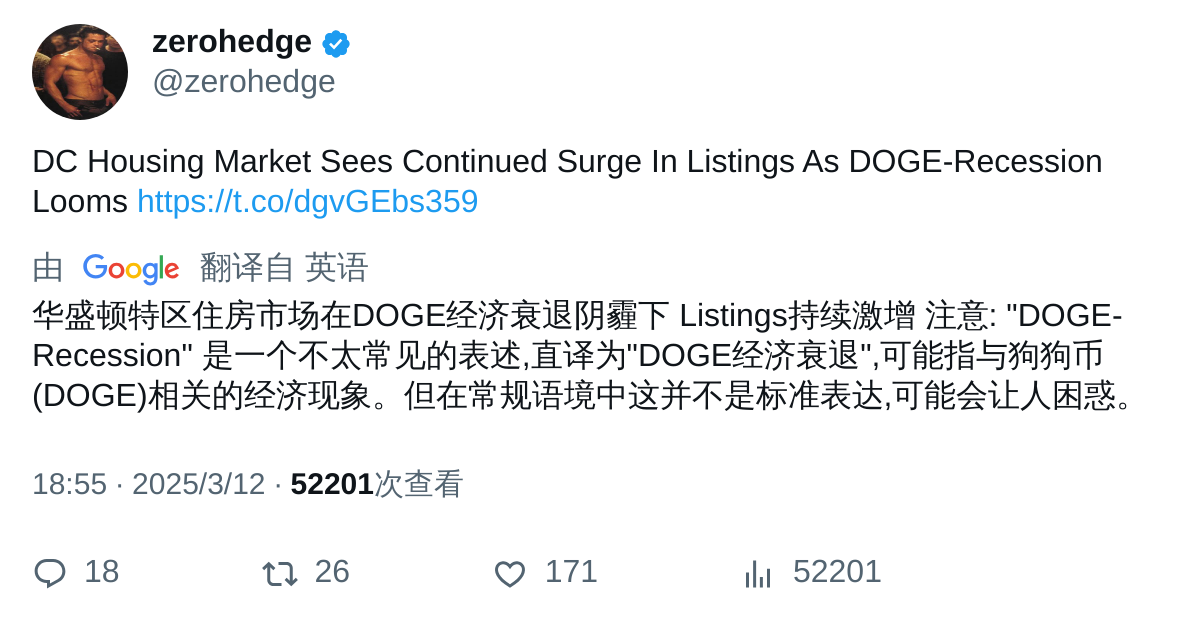 zerohedge
@zerohedge
DC Housing Market Sees Continued Surge In Listings As DOGE-Recession
Looms https://t.co/dgvGEbs359
由 Google 翻译自 英语
华盛顿特区住房市场在DOGE经济衰退阴霾下 Listings持续激增 注意: "DOGE-
Recession" 是一个不太常见的表述,直译为"DOGE经济衰退",可能指与狗狗币
(DOGE)相关的经济现象。但在常规语境中这并不是标准表达,可能会让人困惑。
18:55 · 2025/3/12 · 52201次查看
18 26 171 52201